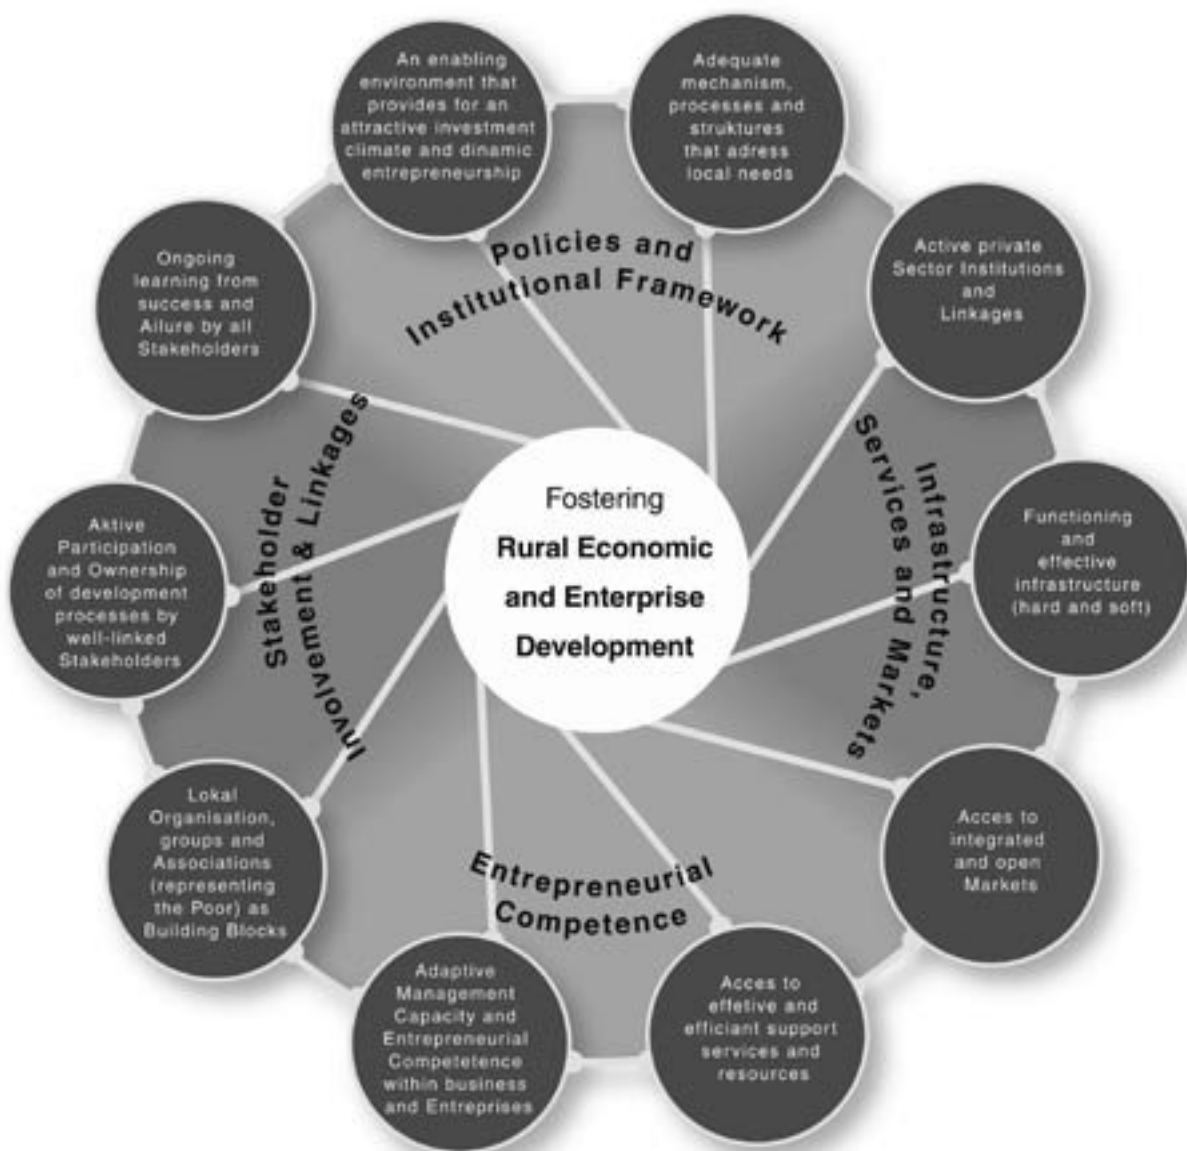 An enabling
environment that
provides for an
attractive investment
climate and dinamic
entrepreneurship
Adequate
mechanism,
processes and
struktures
that adress
local needs
Active private
Sector Institutions
and
Linkages
Functioning
and
effective
infrastructure
(hard and soft)
Acces to
integrated
and open
Markets
Acces to
effetive and
efficiant support
services and
resources
Adaptive
Management
Capacity and
Entrepreneurial
Competetence
within business
and Entreprises
Lokal
Organisation,
groups and
Associations
(representing
the Poor) as
Building Blocks
Aktive
Participation
and Ownership
of development
processes by
well-linked
Stakeholders
Ongoing
learning from
success and
Ailure by all
Stakeholders
Policies and
Institutional Framework
Infrastructure,
Services and Markets
Entrepreneurial
Competence
Stakeholder
Involvement & Linkages
Fostering
Rural Economic
and Enterprise
Development